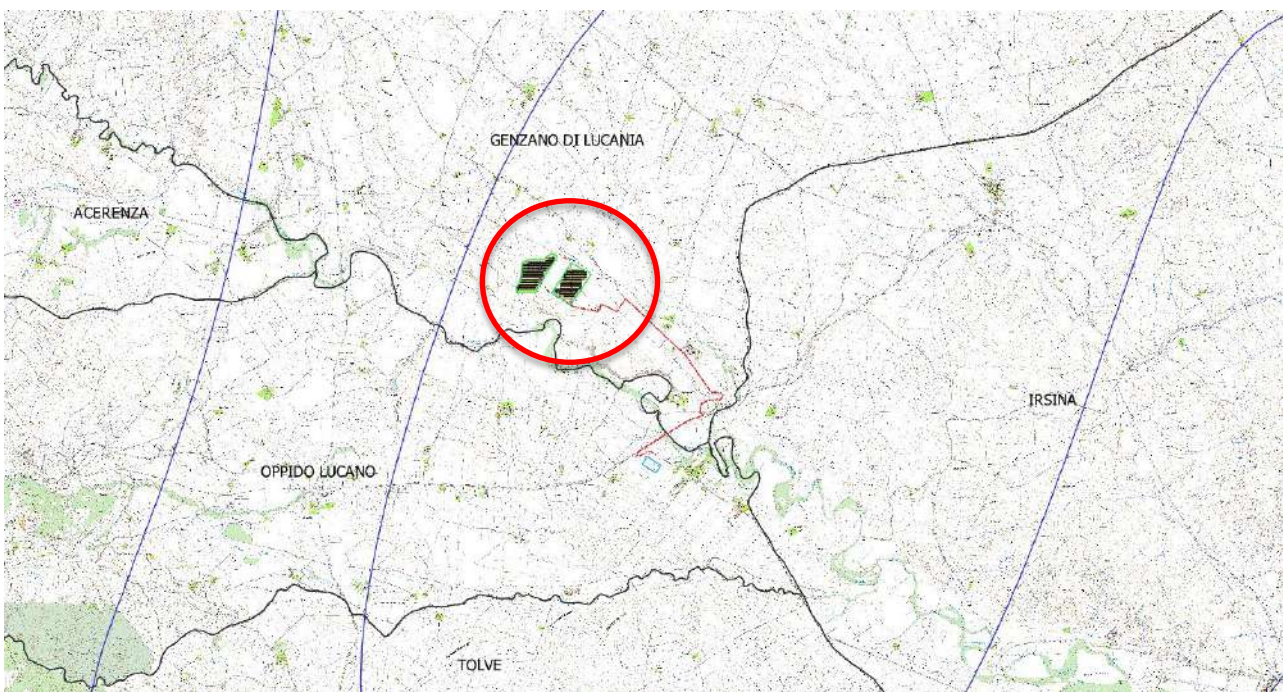 GENZANO DI LUCANIA
ACERENZA
IRSINA
OPPIDO LUCANO
TOLVE